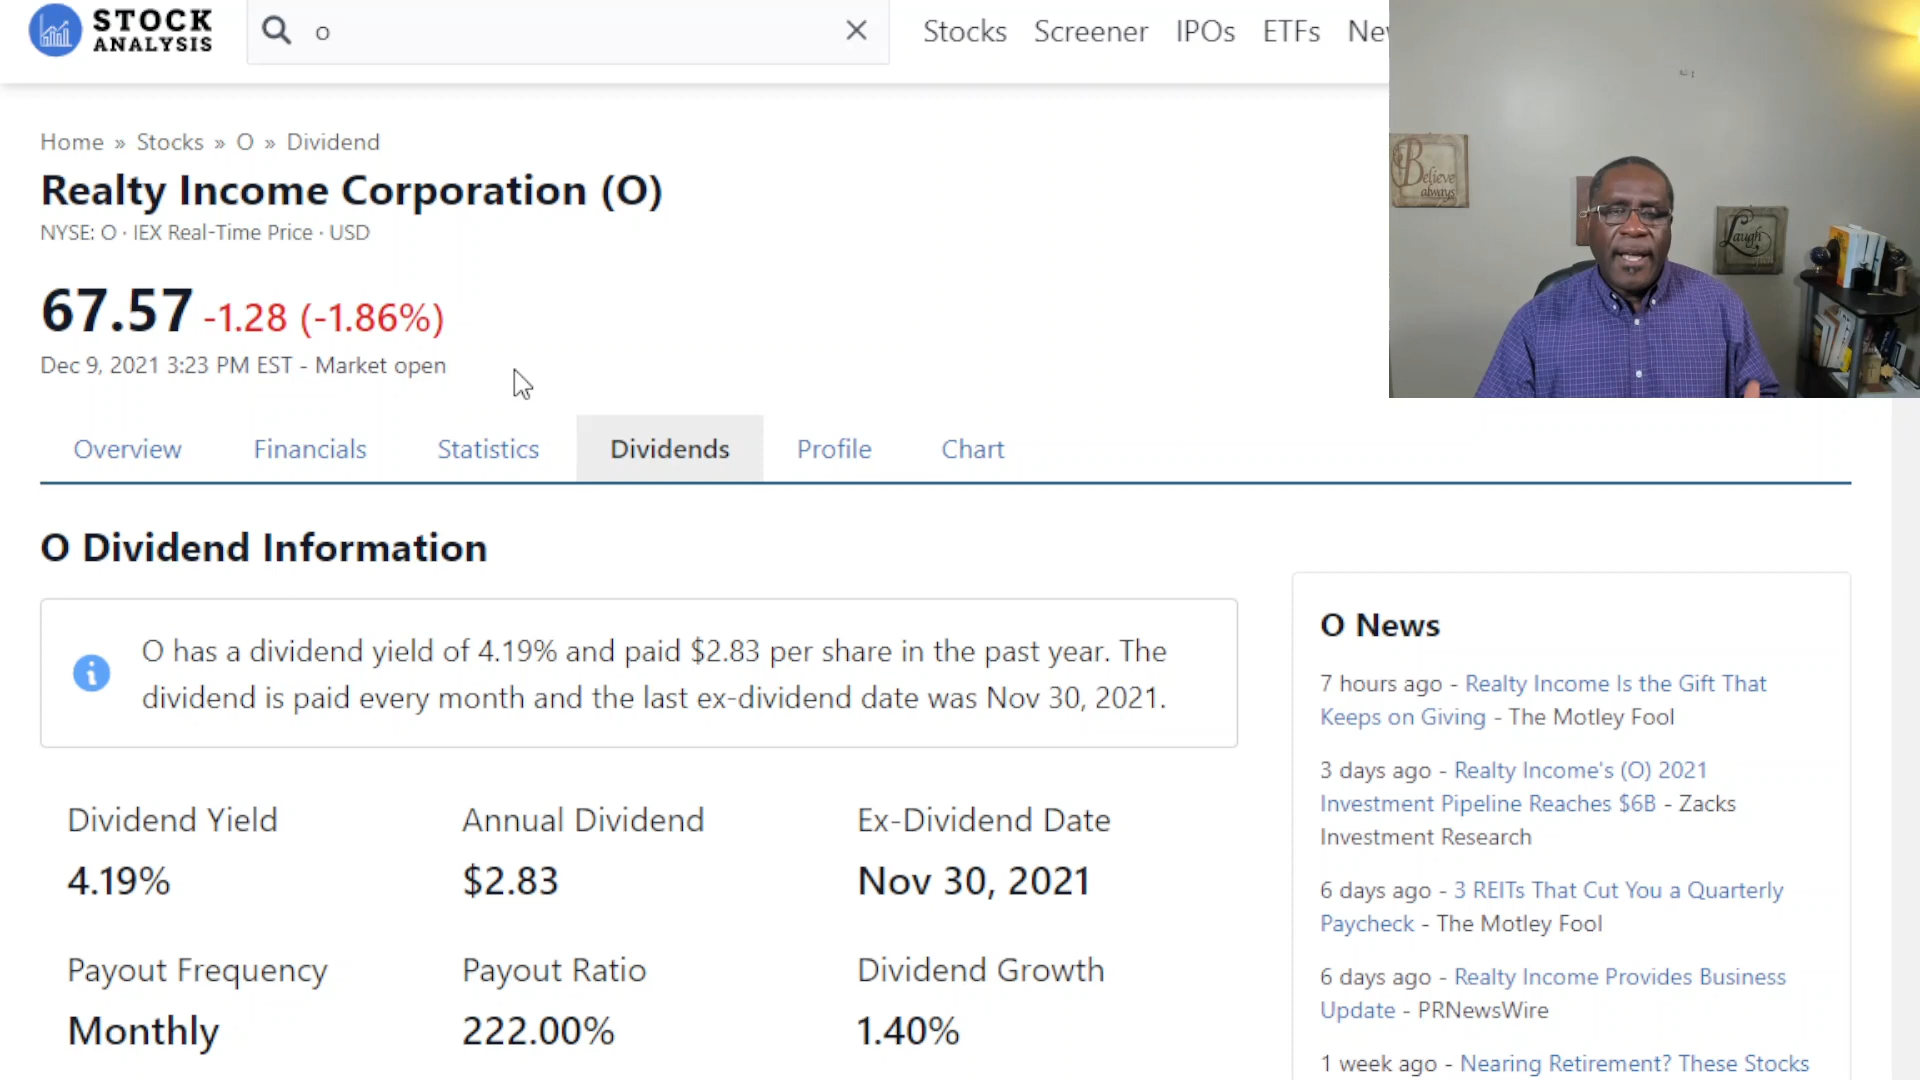 STOCK
ANALYSIS
o
Stocks Screener IPOs ETFs
Home » Stocks » O » Dividend
Realty Income Corporation (O)
NYSE: O · IEX Real-Time Price · USD
67.57 -1.28 (-1.86%)
Dec 9, 2021 3:23 PM EST - Market open
Believe
always
Laugh
Overview Financials Statistics Dividends Profile Chart
O Dividend Information
O has a dividend yield of 4.19% and paid $2.83 per share in the past year. The
dividend is paid every month and the last ex-dividend date was Nov 30, 2021.
Dividend Yield
4.19%
Annual Dividend
$2.83
Ex-Dividend Date
Nov 30, 2021
Payout Frequency
Monthly
Payout Ratio
222.00%
Dividend Growth
1.40%
O News
7 hours ago - Realty Income Is the Gift That
Keeps on Giving - The Motley Fool
3 days ago - Realty Income's (O) 2021
Investment Pipeline Reaches $6B - Zacks
Investment Research
6 days ago - 3 REITs That Cut You a Quarterly
Paycheck - The Motley Fool
6 days ago - Realty Income Provides Business
Update - PRNewsWire
1 week ago - Nearing Retirement? These Stocks